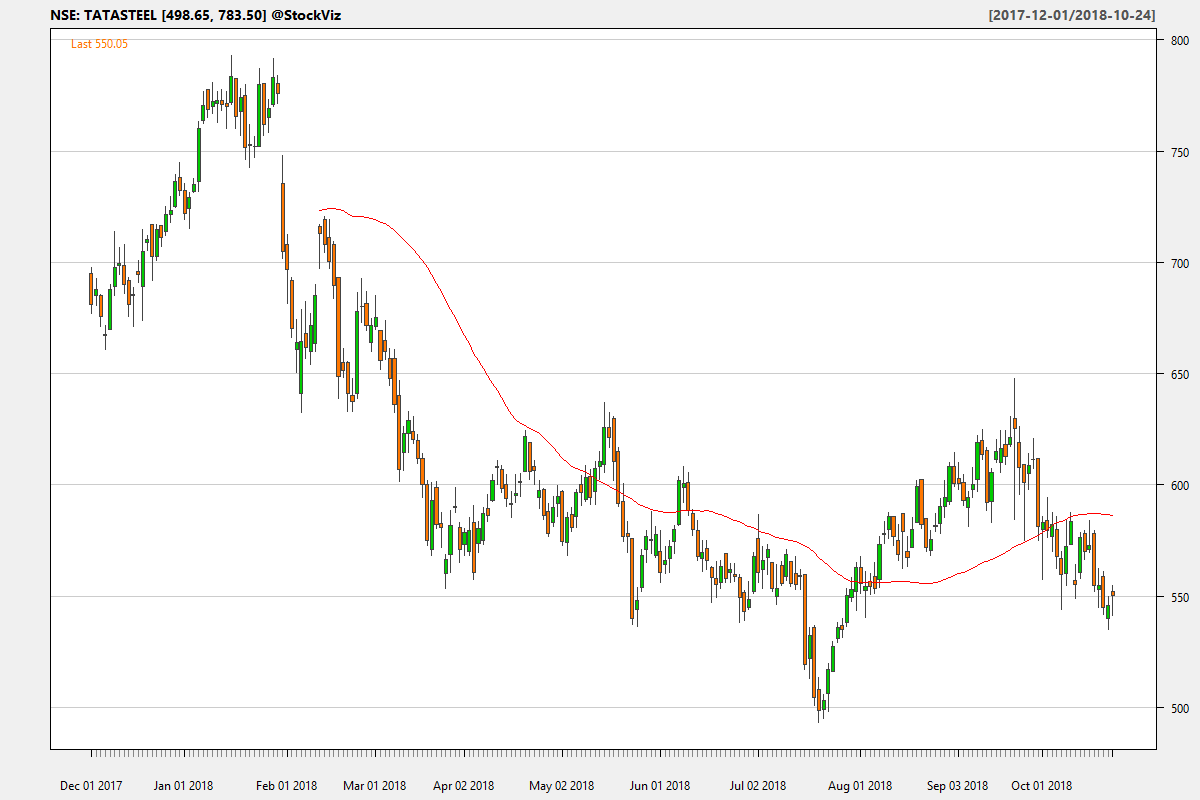 NSE: TATASTEEL [498.65, 783.50] @StockViz [2017-12-01/2018-10-24]
Last 550.05
800
750
700
650
600
550
500
Dec 01 2017 Jan 01 2018 Feb 01 2018 Mar 01 2018 Apr 02 2018 May 02 2018 Jun 01 2018 Jul 02 2018 Aug 01 2018 Sep 03 2018 Oct 01 2018